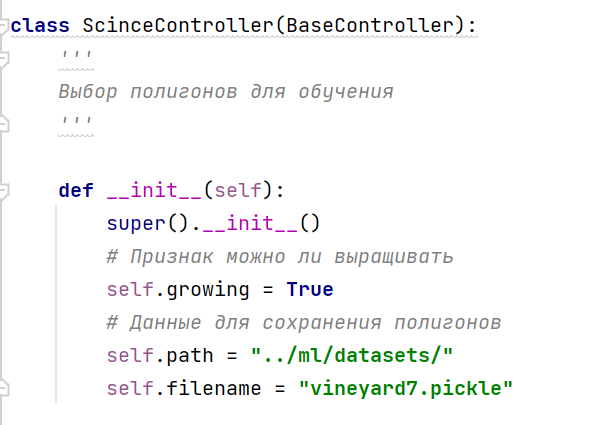 class ScinceController(BaseController):
    '''
    Выбор полигонов для обучения
    '''
    def __init__(self):
        super().__init__()
        # Признак можно ли выращивать
        self.growing = True
        # Данные для сохранения полигонов
        self.path = "../ml/datasets/"
        self.filename = "vineyard7.pickle"